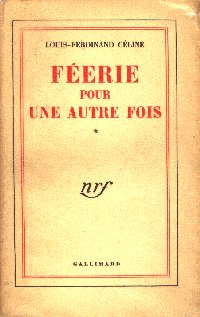 LOUIS-FERDINAND CÉLINE
FÉERIE
POUR
UNE AUTRE FOIS
*
nrf
GALLIMARD